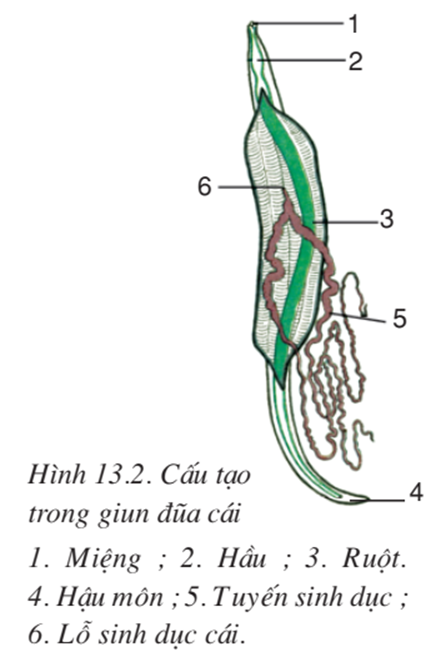 1
2
6
3
5
4
Hình 13.2. Cấu tạo
trong giun đũa cái
1. Miệng ; 2. Hầu ; 3. Ruột.
4. Hậu môn ; 5. Tuyến sinh dục ;
6. Lỗ sinh dục cái.